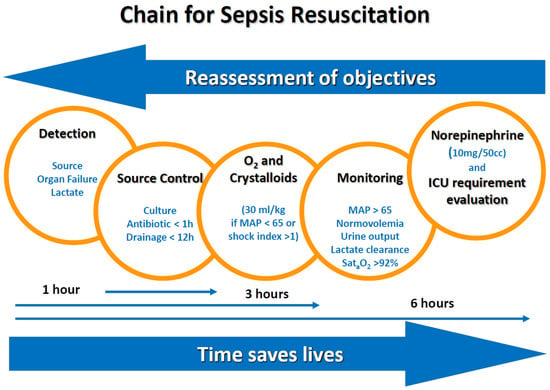 Chain for Sepsis Resuscitation
Reassessment of objectives
Detection
Source
Organ Failure
Lactate
Source Control
Culture
Antibiotic < 1h
Drainage < 12h
O₂ and
Crystalloids
(30 ml/kg
if MAP < 65 or
shock index >1)
Monitoring
MAP > 65
Normovolemia
Urine output
Lactate clearance
SatₐO₂ >92%
Norepinephrine
(10mg/50cc)
and
ICU requirement
evaluation
1 hour
3 hours
6 hours
Time saves lives